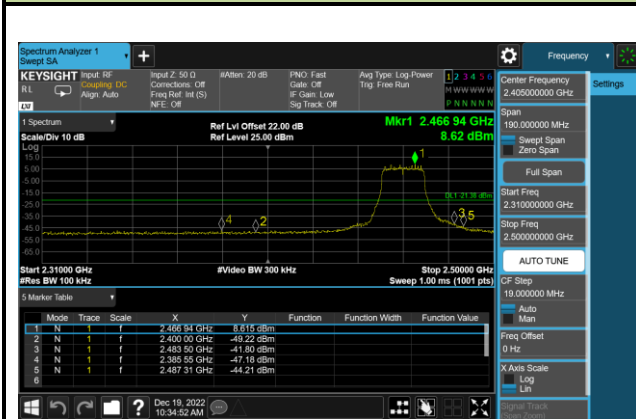 Spectrum Analyzer 1
Swept SA
+
Frequency
KEYSIGHT
RL
LXI
Input: RF
Coupling: DC
Align: Auto
Input Z: 50 Ω
Corrections: Off
Freq Ref: Int (S)
NFE: Off
#Atten: 20 dB
PNO: Fast
Gate: Off
IF Gain: Low
Sig Track: Off
Avg Type: Log-Power
Trig: Free Run
1 2 3 4 5 6
M W W W W W
P N N N N N
Center Frequency
2.405000000 GHz
Settings
Span
190.000000 MHz
Swept Span
Zero Span
Full Span
Start Freq
2.310000000 GHz
Stop Freq
2.500000000 GHz
AUTO TUNE
CF Step
19.000000 MHz
Auto
Man
Freq Offset
0 Hz
X Axis Scale
Log
Lin
Signal Track
(Span Zoom)
1 Spectrum
Scale/Div 10 dB
Ref Lvl Offset 22.00 dB
Ref Level 25.00 dBm
Mkr1 2.466 94 GHz
8.62 dBm
Log
15.0
5.00
-5.00
-15.0
-25.0
-35.0
-45.0
-55.0
-65.0
1
DL1 -21.38 dBm
4
2
3
5
Start 2.31000 GHz
#Video BW 300 kHz
Stop 2.50000 GHz
#Res BW 100 kHz
Sweep 1.00 ms (1001 pts)
5 Marker Table
Mode Trace Scale X Y Function Function Width Function Value
1 N 1 f 2.466 94 GHz 8.615 dBm
2 N 1 f 2.400 00 GHz -49.22 dBm
3 N 1 f 2.483 50 GHz -41.80 dBm
4 N 1 f 2.385 55 GHz -47.18 dBm
5 N 1 f 2.487 31 GHz -44.21 dBm
6
?
Dec 19, 2022
10:34:52 AM